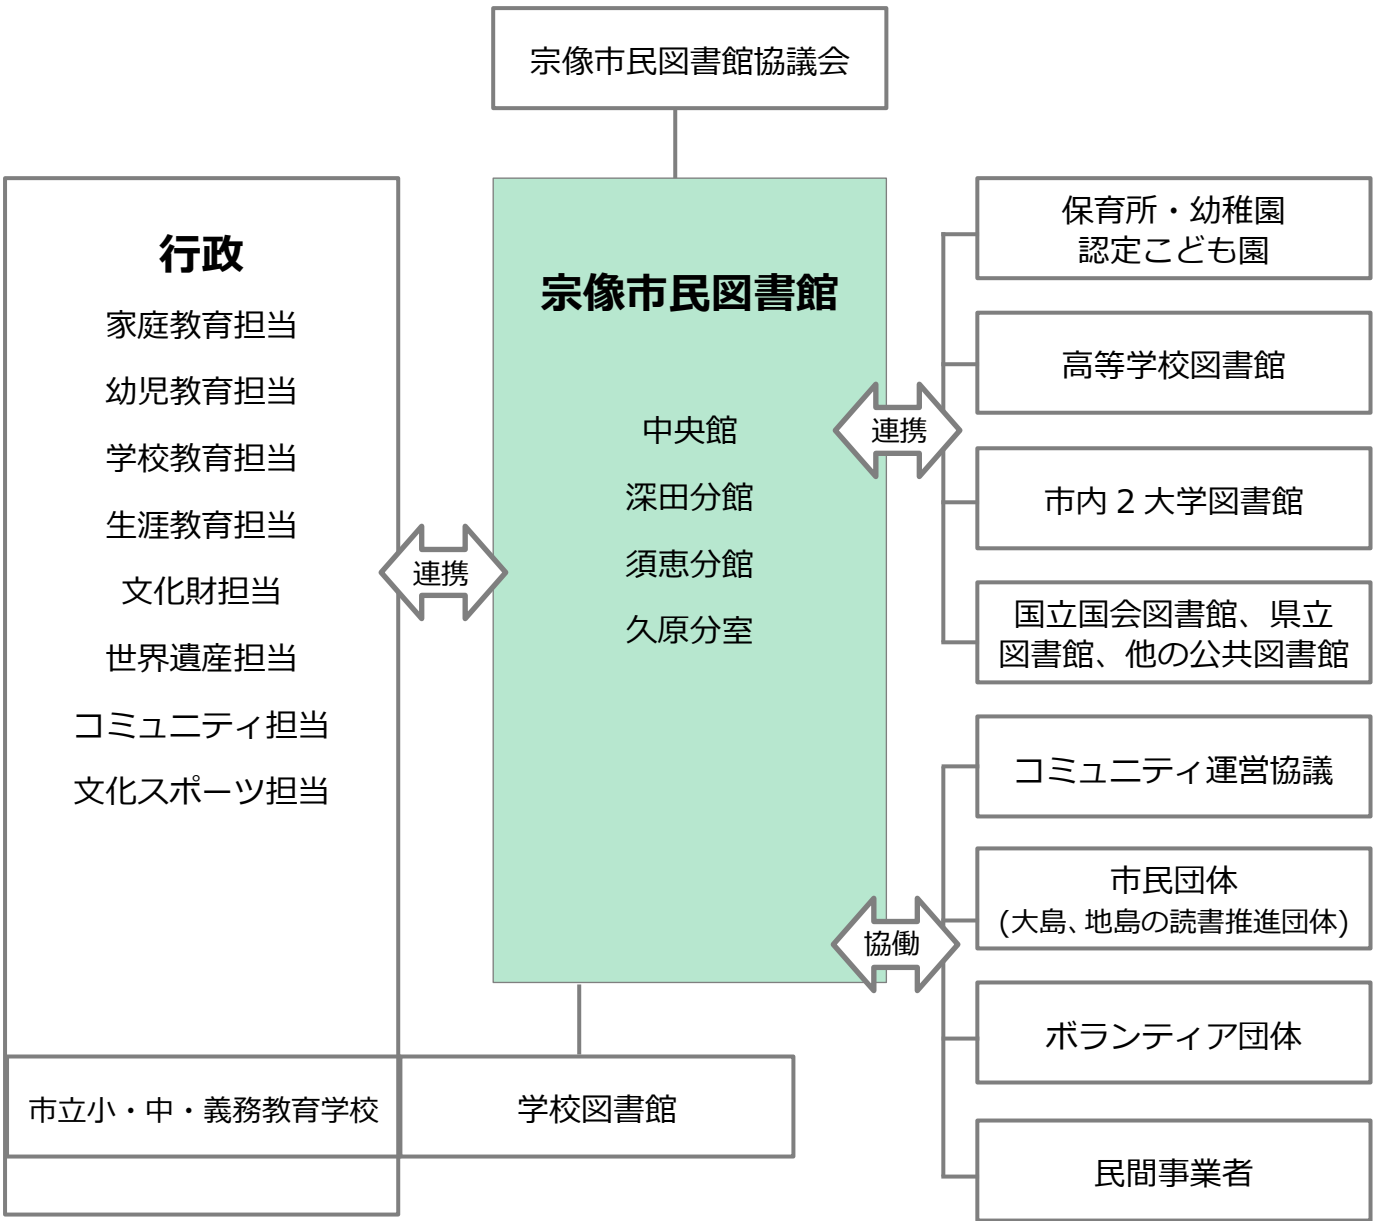 宗像市民図書館協議会
行政
家庭教育担当
幼児教育担当
学校教育担当
生涯教育担当
文化財担当
世界遺産担当
コミュニティ担当
文化スポーツ担当
連携
宗像市民図書館
中央館
深田分館
須恵分館
久原分室
連携
保育所・幼稚園
認定こども園
高等学校図書館
市内2大学図書館
国立国会図書館、県立
図書館、他の公共図書館
協働
コミュニティ運営協議
市民団体
(大島、地島の読書推進団体)
ボランティア団体
民間事業者
市立小・中・義務教育学校
学校図書館